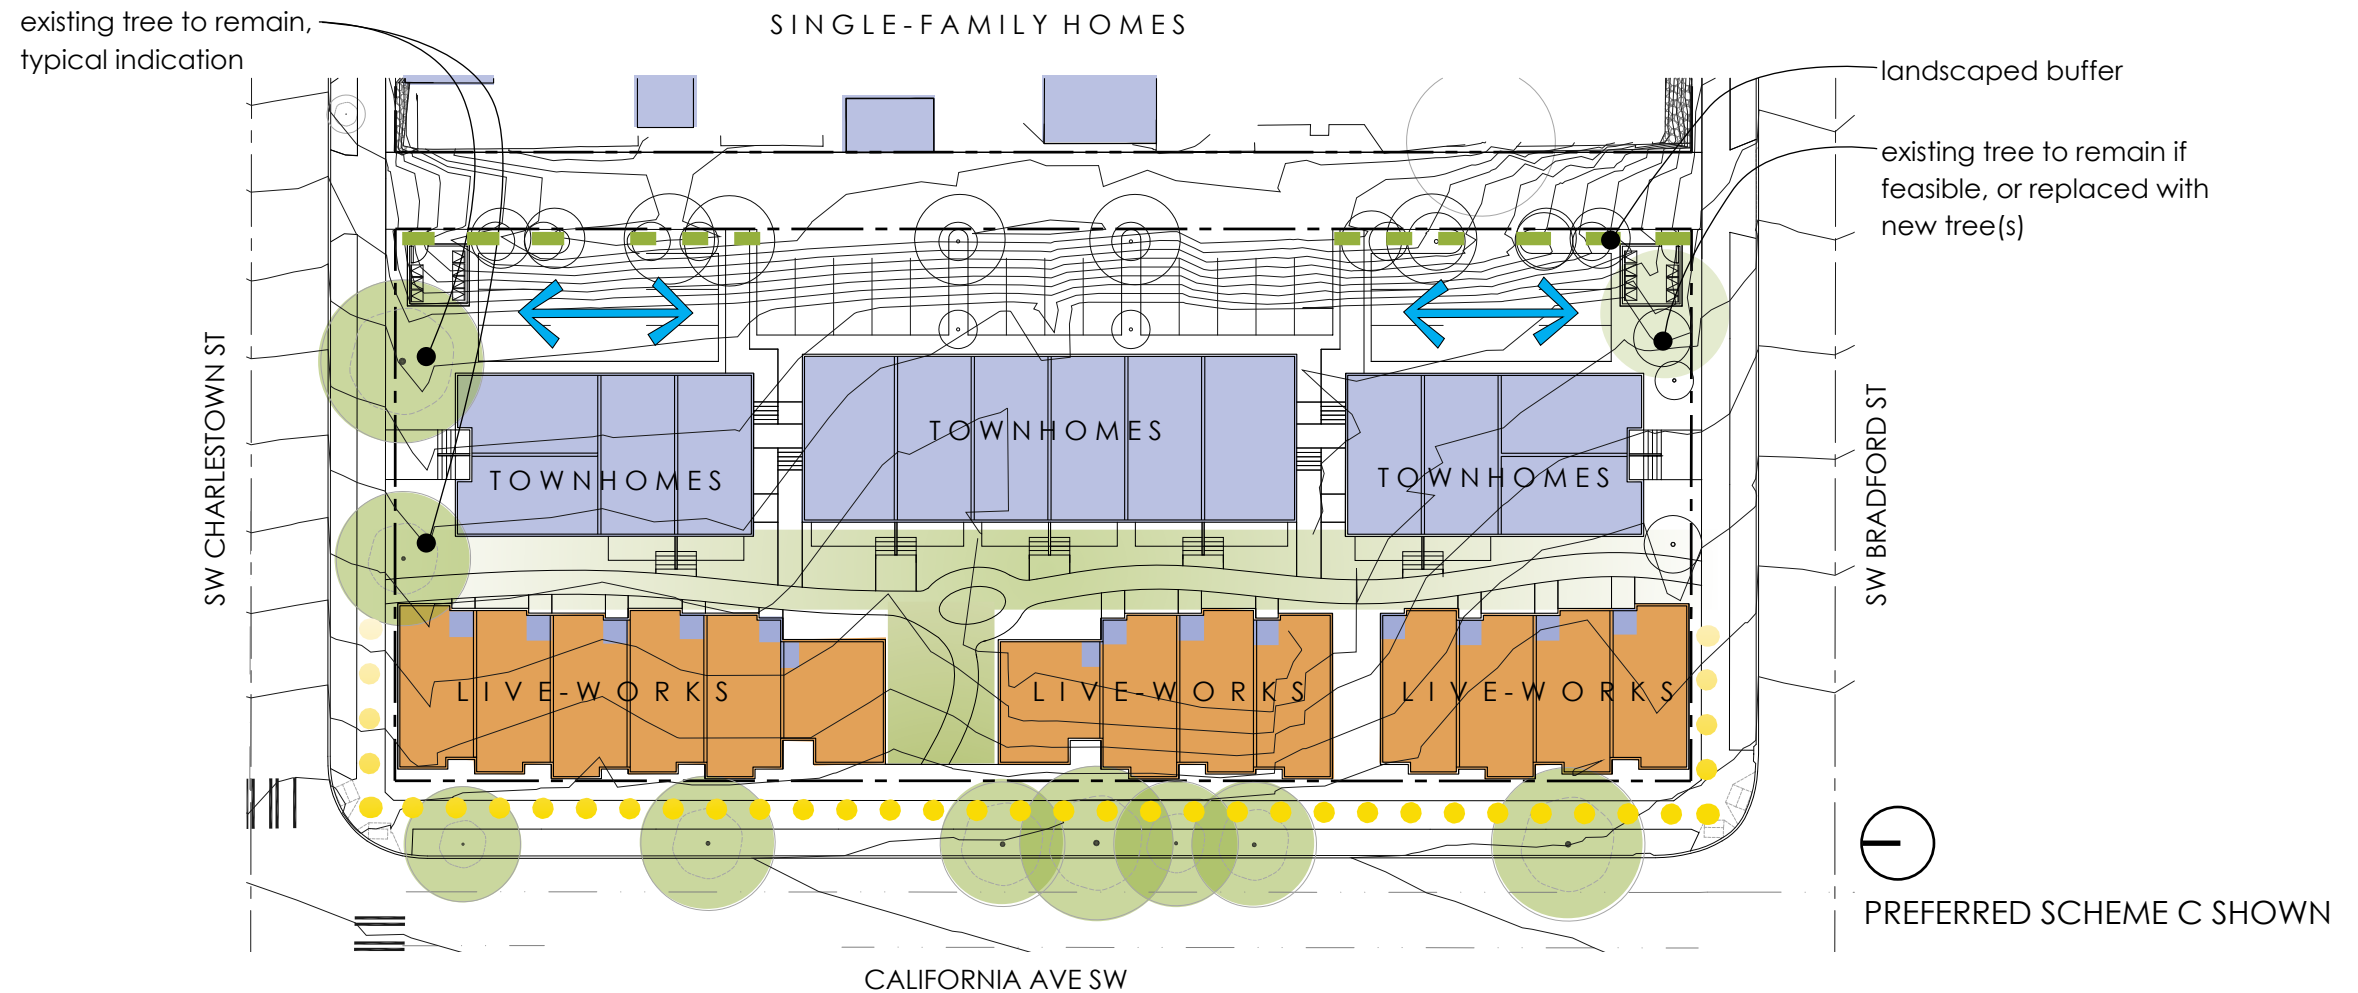 existing tree to remain,
typical indication
SINGLE-FAMILY HOMES
landscaped buffer
existing tree to remain if
feasible, or replaced with
new tree(s)
SW CHARLESTOWN ST
TOWNHOMES
TOWNHOMES
TOWNHOMES
SW BRADFORD ST
LIVE-WORKS
LIVE-WORKS
LIVE-WORKS
PREFERRED SCHEME C SHOWN
CALIFORNIA AVE SW